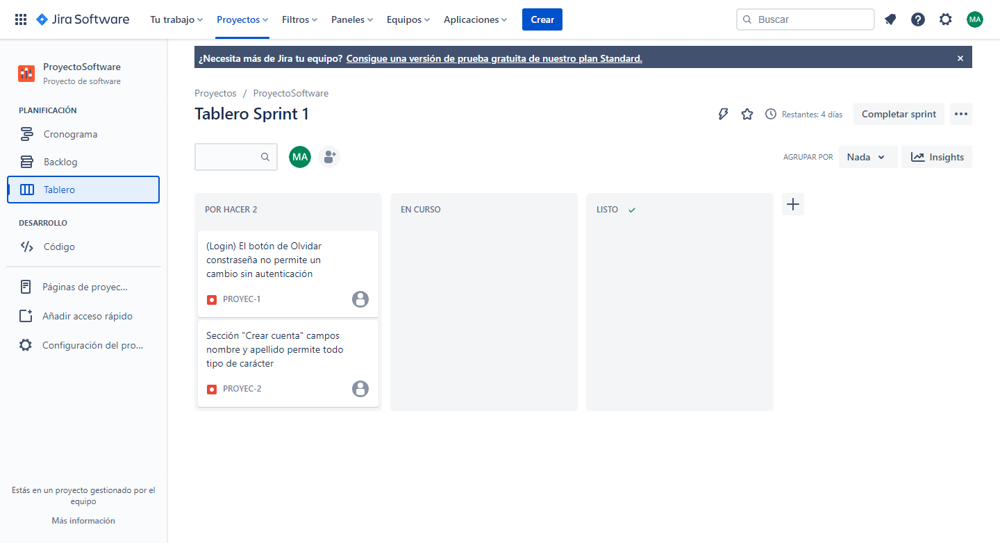 Jira Software
Tu trabajo
Proyectos
Filtros
Paneles
Equipos
Aplicaciones
Crear
Buscar
MA
ProyectoSoftware
Proyecto de software
PLANIFICACIÓN
Cronograma
Backlog
Tablero
DESARROLLO
Código
Páginas de proyec...
Añadir acceso rápido
Configuración del pro...
Estás en un proyecto gestionado por el
equipo
Más información
¿Necesita más de Jira tu equipo? Consigue una versión de prueba gratuita de nuestro plan Standard.
Proyectos / ProyectoSoftware
Tablero Sprint 1
Restantes: 4 días
Completar sprint
MA
AGRUPAR POR
Nada
Insights
POR HACER 2
(Login) El botón de Olvidar
constraseña no permite un
cambio sin autenticación
PROYEC-1
Sección "Crear cuenta" campos
nombre y apellido permite todo
tipo de carácter
PROYEC-2
EN CURSO
LISTO